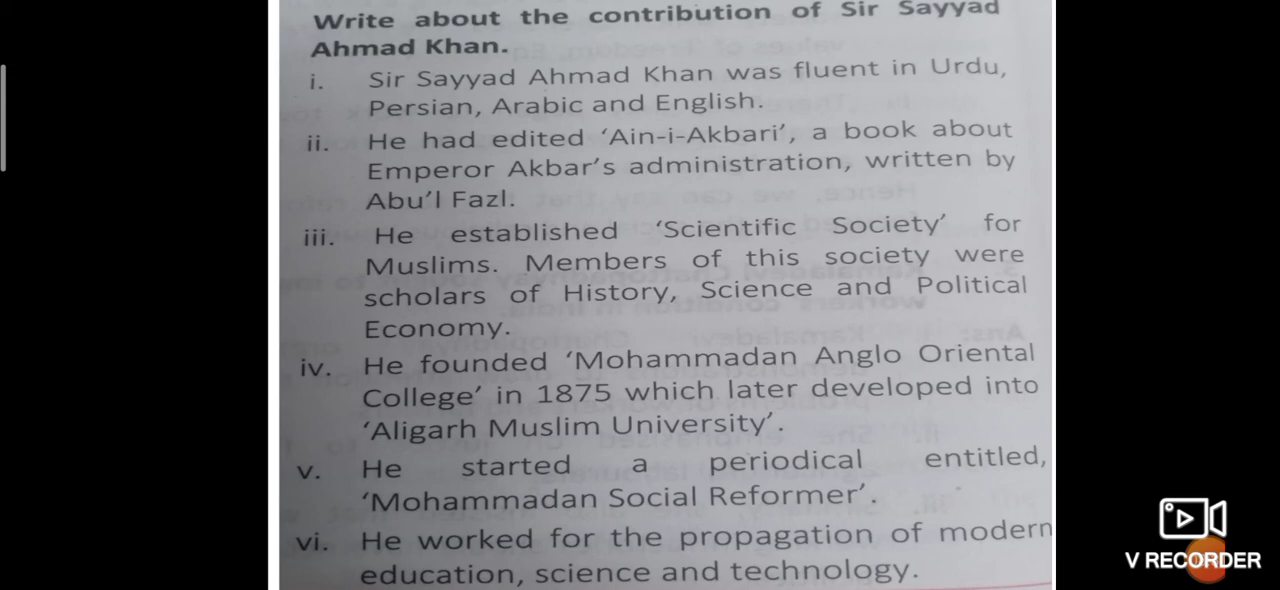 Write about the contribution of Sir Sayyad
Ahmad Khan.
i. Sir Sayyad Ahmad Khan was fluent in Urdu,
Persian, Arabic and English.
ii. He had edited ‘Ain-i-Akbari’, a book about
Emperor Akbar’s administration, written by
Abu’l Fazl.
iii. He established ‘Scientific Society’ for
Muslims. Members of this society were
scholars of History, Science and Political
Economy.
iv. He founded ‘Mohammadan Anglo Oriental
College’ in 1875 which later developed into
‘Aligarh Muslim University’.
v. He started a periodical entitled,
‘Mohammadan Social Reformer’.
vi. He worked for the propagation of modern
education, science and technology.
V RECORDER